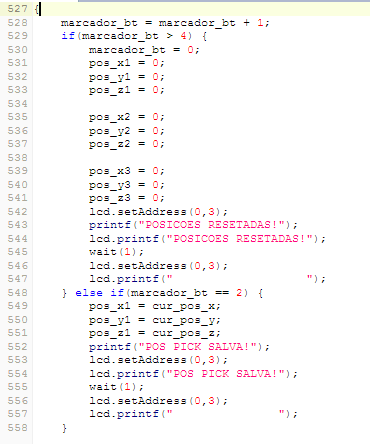 527 {
528     marcador_bt = marcador_bt + 1;
529     if(marcador_bt > 4) {
530         marcador_bt = 0;
531         pos_x1 = 0;
532         pos_y1 = 0;
533         pos_z1 = 0;
534
535         pos_x2 = 0;
536         pos_y2 = 0;
537         pos_z2 = 0;
538
539         pos_x3 = 0;
540         pos_y3 = 0;
541         pos_z3 = 0;
542         lcd.setAddress(0,3);
543         printf("POSICOES RESETADAS!");
544         lcd.printf("POSICOES RESETADAS!");
545         wait(1);
546         lcd.setAddress(0,3);
547         lcd.printf("                   ");
548     } else if(marcador_bt == 2) {
549         pos_x1 = cur_pos_x;
550         pos_y1 = cur_pos_y;
551         pos_z1 = cur_pos_z;
552         printf("POS PICK SALVA!");
553         lcd.setAddress(0,3);
554         lcd.printf("POS PICK SALVA!");
555         wait(1);
556         lcd.setAddress(0,3);
557         lcd.printf("               ");
558     }